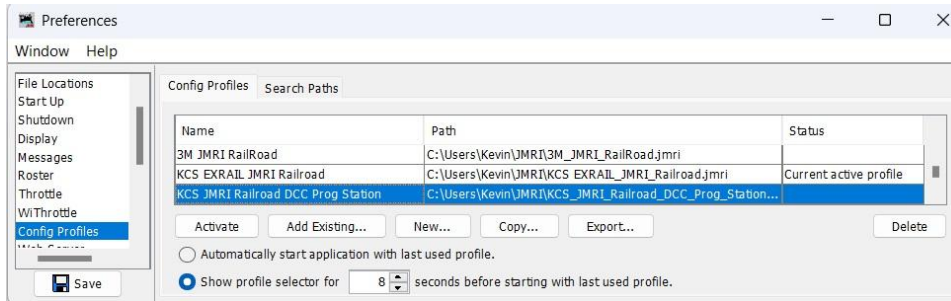 Preferences
Window Help
File Locations
Start Up
Shutdown
Display
Messages
Roster
Throttle
WiThrottle
Config Profiles
Save
Config Profiles Search Paths
Name Path Status
3M JMRI RailRoad C:\Users\Kevin\JMRI\3M_JMRI_RailRoad.jmri
KCS EXRAIL JMRI Railroad C:\Users\Kevin\JMRI\KCS EXRAIL_JMRI_Railroad.jmri Current active profile
KCS JMRI Railroad DCC Prog Station C:\Users\Kevin\JMRI\KCS_JMRI_Railroad_DCC_Prog_Station...
Activate Add Existing... New... Copy... Export... Delete
Automatically start application with last used profile.
Show profile selector for 8 seconds before starting with last used profile.